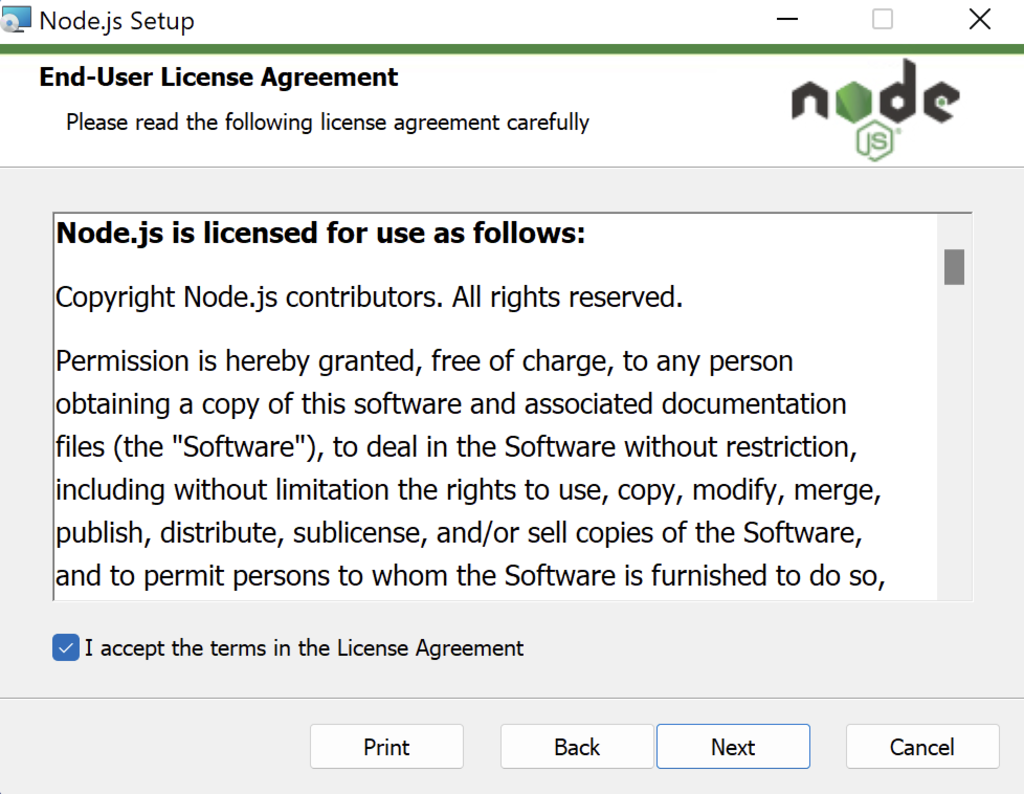 Node.js Setup
End-User License Agreement
Please read the following license agreement carefully
node
JS®
Node.js is licensed for use as follows:
Copyright Node.js contributors. All rights reserved.
Permission is hereby granted, free of charge, to any person
obtaining a copy of this software and associated documentation
files (the "Software"), to deal in the Software without restriction,
including without limitation the rights to use, copy, modify, merge,
publish, distribute, sublicense, and/or sell copies of the Software,
and to permit persons to whom the Software is furnished to do so,
I accept the terms in the License Agreement
Print
Back
Next
Cancel